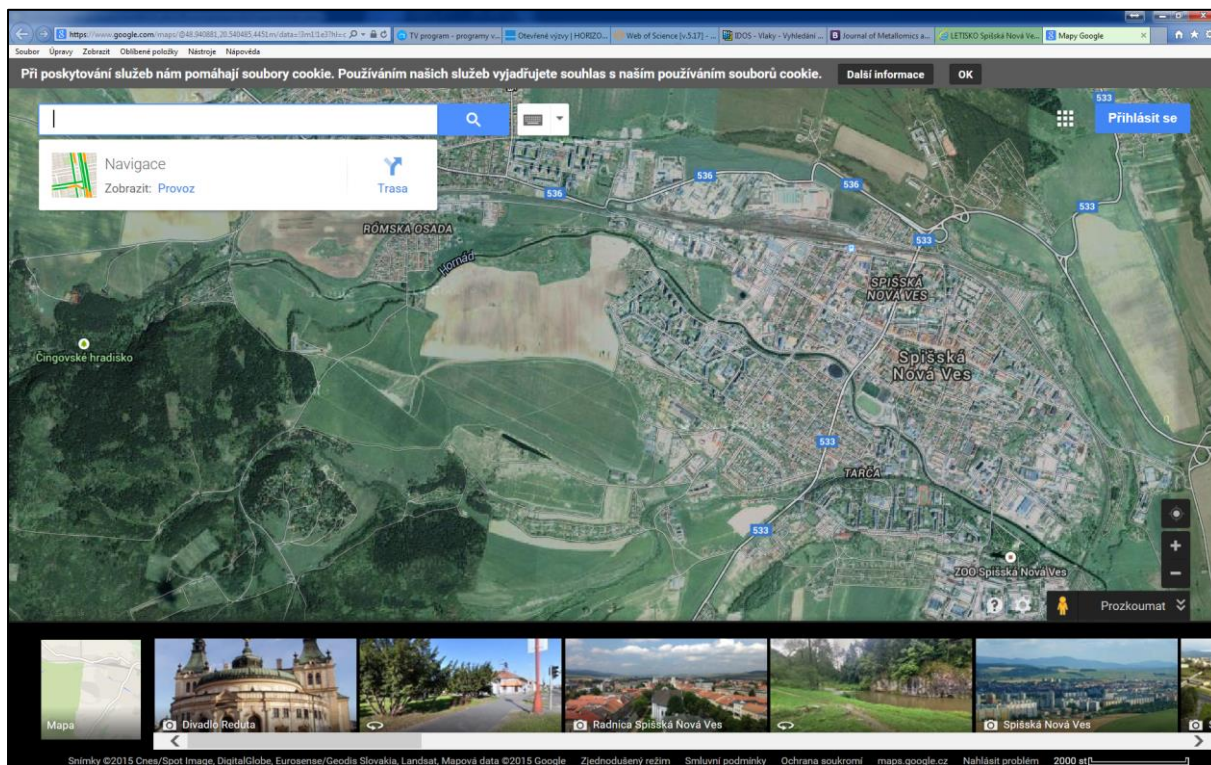 https://www.google.com/maps/@48.940881,20.540485,4451m/data=!3m1!1e3?hl=c
TV program - programy v...
Otevřené výzvy | HORIZO...
Web of Science [v.5.17] - ...
IDOS - Vlaky - Vyhledání ...
Journal of Metallomics a...
LETISKO Spišská Nová Ve...
Mapy Google
Soubor Úpravy Zobrazit Oblíbené položky Nástroje Nápověda
Při poskytování služeb nám pomáhají soubory cookie. Používáním našich služeb vyjadřujete souhlas s naším používáním souborů cookie. Další informace OK
533
Přihlásit se
Navigace
Zobrazit: Provoz
Trasa
536
536
536
533
533
RÓMSKA OSADA
Hornád
SPIŠSKÁ
NOVÁ VES
Čingovské hradisko
Spišská
Nová Ves
533
TARČA
533
ZOO Spišská Nová Ves
Prozkoumat
Mapa
Divadlo Reduta
Radnica Spišská Nová Ves
Spišská Nová Ves
Snímky ©2015 Cnes/Spot Image, DigitalGlobe, Eurosense/Geodis Slovakia, Landsat, Mapová data ©2015 Google Zjednodušený režim Smluvní podmínky Ochrana soukromí maps.google.cz Nahlásit problém 2000 st